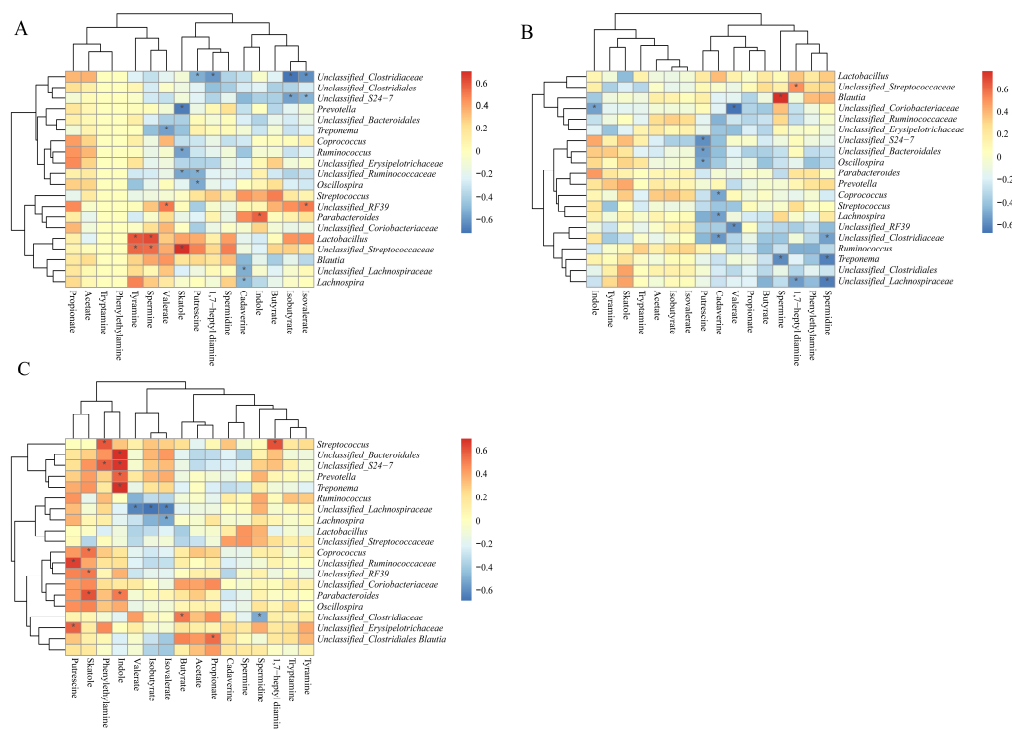 A
Unclassified_Clostridiaceae
Unclassified_Clostridiales
Unclassified_S24−7
Prevotella
Unclassified_Bacteroidales
Treponema
Coprococcus
Ruminococcus
Unclassified_Erysipelotrichaceae
Unclassified_Ruminococcaceae
Oscillospira
Streptococcus
Unclassified_RF39
Parabacteroides
Unclassified_Coriobacteriaceae
Lactobacillus
Unclassified_Streptococcaceae
Blautia
Unclassified_Lachnospiraceae
Lachnospira
0.6
0.4
0.2
0
−0.2
−0.4
−0.6
Propionate
Acetate
Tryptamine
Phenylethylamine
Tyramine
Spermine
Valerate
Skatole
Putrescine
1,7−heptyl diamine
Spermidine
Cadaverine
Indole
Butyrate
Isobutyrate
Isovalerate
B
Lactobacillus
Unclassified_Streptococcaceae
Blautia
Unclassified_Coriobacteriaceae
Unclassified_Ruminococcaceae
Unclassified_Erysipelotrichaceae
Unclassified_S24−7
Unclassified_Bacteroidales
Oscillospira
Parabacteroides
Prevotella
Coprococcus
Streptococcus
Lachnospira
Unclassified_RF39
Unclassified_Clostridiaceae
Ruminococcus
Treponema
Unclassified_Clostridiales
Unclassified_Lachnospiraceae
0.6
0.4
0.2
0
−0.2
−0.4
−0.6
Indole
Tyramine
Skatole
Tryptamine
Acetate
Isobutyrate
Isovalerate
Putrescine
Cadaverine
Valerate
Propionate
Butyrate
Spermine
1,7−heptyl diamine
Phenylethylamine
Spermidine
C
Streptococcus
Unclassified_Bacteroidales
Unclassified_S24−7
Prevotella
Treponema
Ruminococcus
Unclassified_Lachnospiraceae
Lachnospira
Lactobacillus
Unclassified_Streptococcaceae
Coprococcus
Unclassified_Ruminococcaceae
Unclassified_RF39
Unclassified_Coriobacteriaceae
Parabacteroides
Oscillospira
Unclassified_Clostridiaceae
Unclassified_Erysipelotrichaceae
Unclassified_Clostridiales Blautia
0.6
0.4
0.2
0
−0.2
−0.4
−0.6
Putrescine
Skatole
Phenylethylamine
Indole
Valerate
Isobutyrate
Isovalerate
Butyrate
Acetate
Propionate
Cadaverine
Spermine
Spermidine
1,7−heptyl diamin
Tryptamine
Tyramine